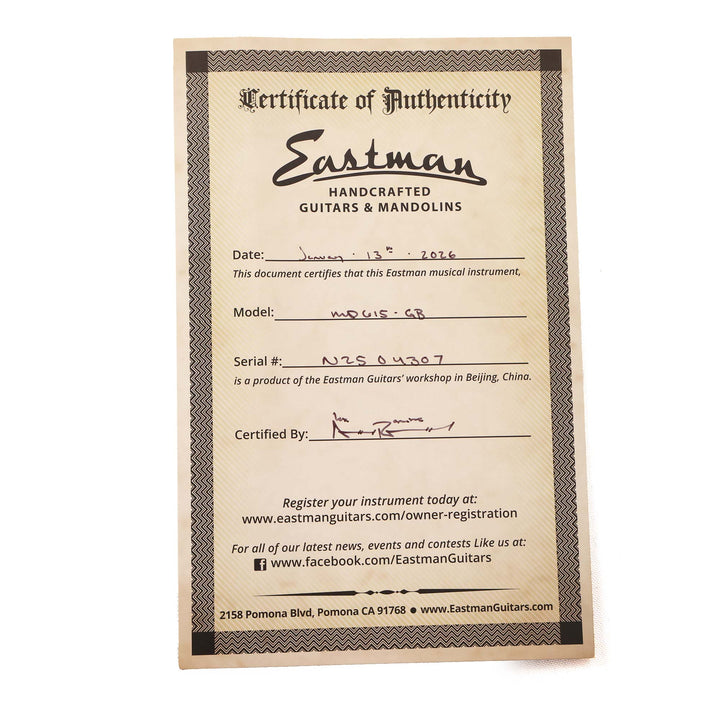 Certificate of Authenticity
Eastman
HANDCRAFTED
GUITARS & MANDOLINS
Date: January · 13th · 2026
This document certifies that this Eastman musical instrument,
Model: MD615-GB
Serial #: N2504307
is a product of the Eastman Guitars' workshop in Beijing, China.
Certified By:
Register your instrument today at:
www.eastmanguitars.com/owner-registration
For all of our latest news, events and contests Like us at:
f www.facebook.com/EastmanGuitars
2158 Pomona Blvd, Pomona CA 91768 ● www.EastmanGuitars.com